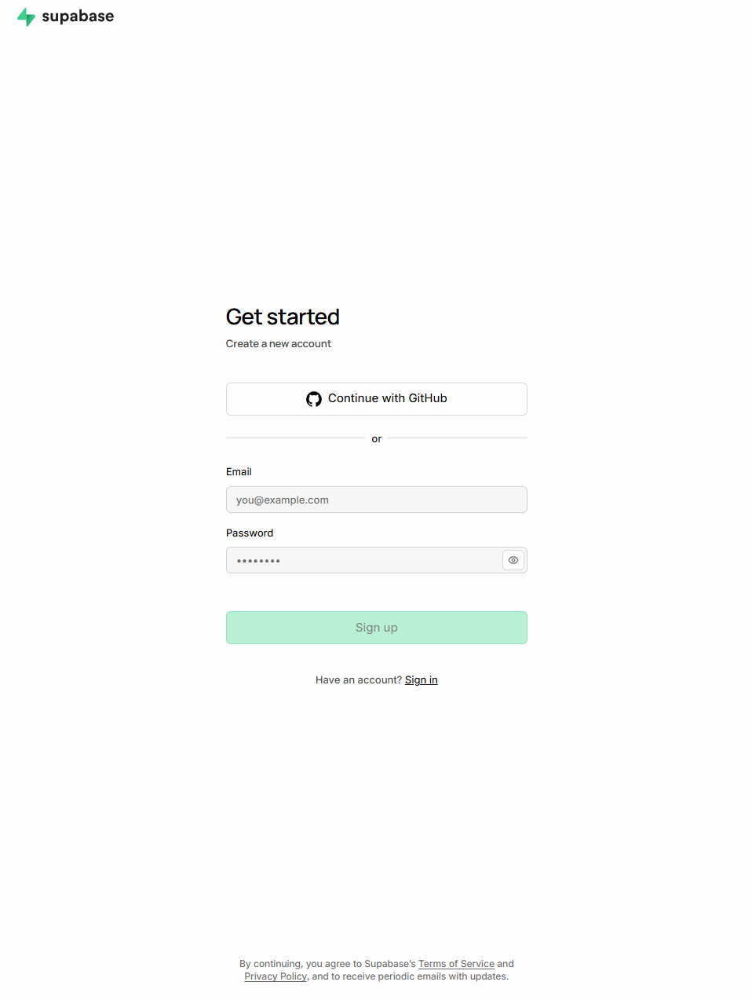 supabase
Get started
Create a new account
Continue with GitHub
or
Email
you@example.com
Password
••••••••
Sign up
Have an account? Sign in
By continuing, you agree to Supabase’s Terms of Service and
Privacy Policy, and to receive periodic emails with updates.